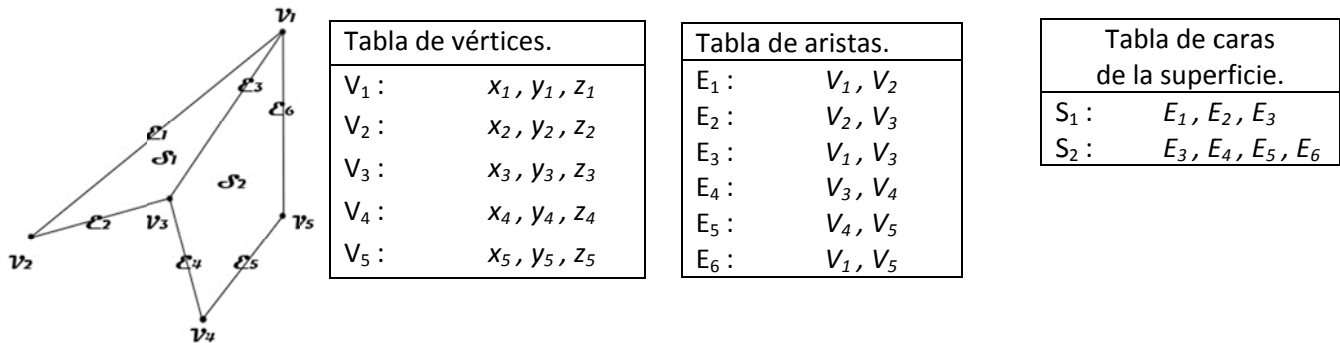 V1
E3
E6
E1
S1
S2
E2
V3
V5
V2
E4
E5
V4
Tabla de vértices.
V1 : x1 , y1 , z1
V2 : x2 , y2 , z2
V3 : x3 , y3 , z3
V4 : x4 , y4 , z4
V5 : x5 , y5 , z5
Tabla de aristas.
E1 : V1 , V2
E2 : V2 , V3
E3 : V1 , V3
E4 : V3 , V4
E5 : V4 , V5
E6 : V1 , V5
Tabla de caras
de la superficie.
S1 : E1 , E2 , E3
S2 : E3 , E4 , E5 , E6